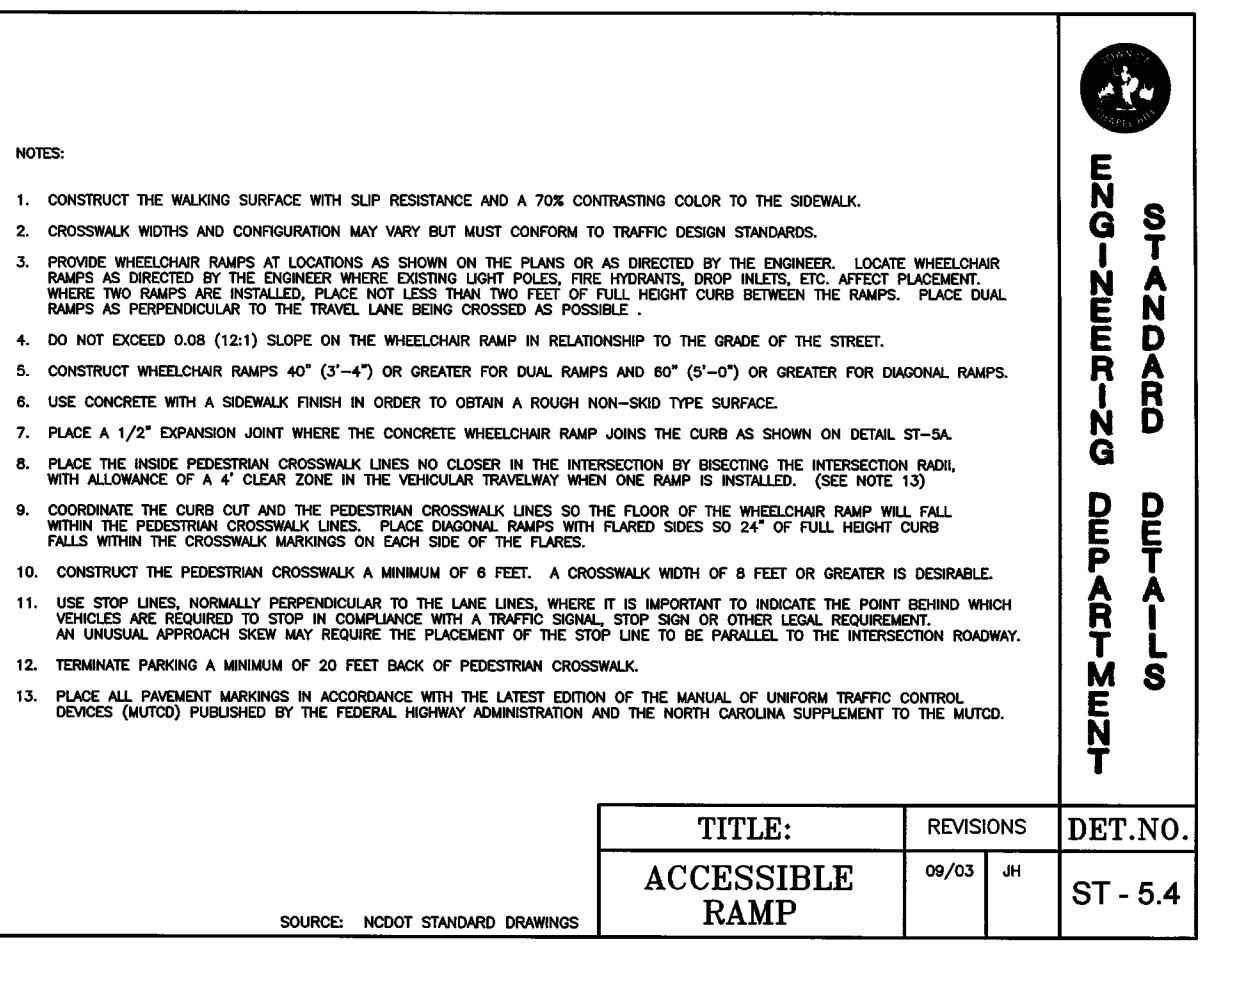 TOWN OF
CHAPEL HILL
NOTES:
1. CONSTRUCT THE WALKING SURFACE WITH SLIP RESISTANCE AND A 70% CONTRASTING COLOR TO THE SIDEWALK.
2. CROSSWALK WIDTHS AND CONFIGURATION MAY VARY BUT MUST CONFORM TO TRAFFIC DESIGN STANDARDS.
3. PROVIDE WHEELCHAIR RAMPS AT LOCATIONS AS SHOWN ON THE PLANS OR AS DIRECTED BY THE ENGINEER. LOCATE WHEELCHAIR
RAMPS AS DIRECTED BY THE ENGINEER WHERE EXISTING LIGHT POLES, FIRE HYDRANTS, DROP INLETS, ETC. AFFECT PLACEMENT.
WHERE TWO RAMPS ARE INSTALLED, PLACE NOT LESS THAN TWO FEET OF FULL HEIGHT CURB BETWEEN THE RAMPS. PLACE DUAL
RAMPS AS PERPENDICULAR TO THE TRAVEL LANE BEING CROSSED AS POSSIBLE .
4. DO NOT EXCEED 0.08 (12:1) SLOPE ON THE WHEELCHAIR RAMP IN RELATIONSHIP TO THE GRADE OF THE STREET.
5. CONSTRUCT WHEELCHAIR RAMPS 40" (3'-4") OR GREATER FOR DUAL RAMPS AND 60" (5'-0") OR GREATER FOR DIAGONAL RAMPS.
6. USE CONCRETE WITH A SIDEWALK FINISH IN ORDER TO OBTAIN A ROUGH NON-SKID TYPE SURFACE.
7. PLACE A 1/2" EXPANSION JOINT WHERE THE CONCRETE WHEELCHAIR RAMP JOINS THE CURB AS SHOWN ON DETAIL ST-5A.
8. PLACE THE INSIDE PEDESTRIAN CROSSWALK LINES NO CLOSER IN THE INTERSECTION BY BISECTING THE INTERSECTION RADII,
WITH ALLOWANCE OF A 4' CLEAR ZONE IN THE VEHICULAR TRAVELWAY WHEN ONE RAMP IS INSTALLED. (SEE NOTE 13)
9. COORDINATE THE CURB CUT AND THE PEDESTRIAN CROSSWALK LINES SO THE FLOOR OF THE WHEELCHAIR RAMP WILL FALL
WITHIN THE PEDESTRIAN CROSSWALK LINES. PLACE DIAGONAL RAMPS WITH FLARED SIDES SO 24" OF FULL HEIGHT CURB
FALLS WITHIN THE CROSSWALK MARKINGS ON EACH SIDE OF THE FLARES.
10. CONSTRUCT THE PEDESTRIAN CROSSWALK A MINIMUM OF 6 FEET. A CROSSWALK WIDTH OF 8 FEET OR GREATER IS DESIRABLE.
11. USE STOP LINES, NORMALLY PERPENDICULAR TO THE LANE LINES, WHERE IT IS IMPORTANT TO INDICATE THE POINT BEHIND WHICH
VEHICLES ARE REQUIRED TO STOP IN COMPLIANCE WITH A TRAFFIC SIGNAL, STOP SIGN OR OTHER LEGAL REQUIREMENT.
AN UNUSUAL APPROACH SKEW MAY REQUIRE THE PLACEMENT OF THE STOP LINE TO BE PARALLEL TO THE INTERSECTION ROADWAY.
12. TERMINATE PARKING A MINIMUM OF 20 FEET BACK OF PEDESTRIAN CROSSWALK.
13. PLACE ALL PAVEMENT MARKINGS IN ACCORDANCE WITH THE LATEST EDITION OF THE MANUAL OF UNIFORM TRAFFIC CONTROL
DEVICES (MUTCD) PUBLISHED BY THE FEDERAL HIGHWAY ADMINISTRATION AND THE NORTH CAROLINA SUPPLEMENT TO THE MUTCD.
SOURCE: NCDOT STANDARD DRAWINGS
ENGINEERING DEPARTMENT
STANDARD DETAILS
TITLE:
ACCESSIBLE
RAMP
REVISIONS
09/03 JH
DET.NO.
ST - 5.4